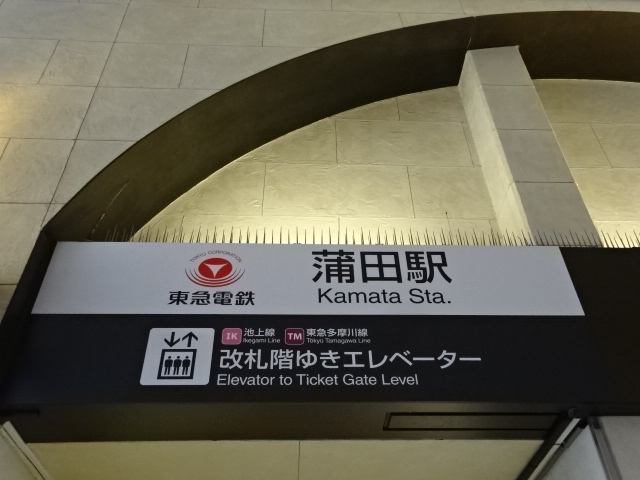 TOKYU CORPORATION
東急電鉄
蒲田駅
Kamata Sta.
IK 池上線 Ikegami Line TM 東急多摩川線 Tokyu Tamagawa Line
改札階ゆきエレベーター
Elevator to Ticket Gate Level